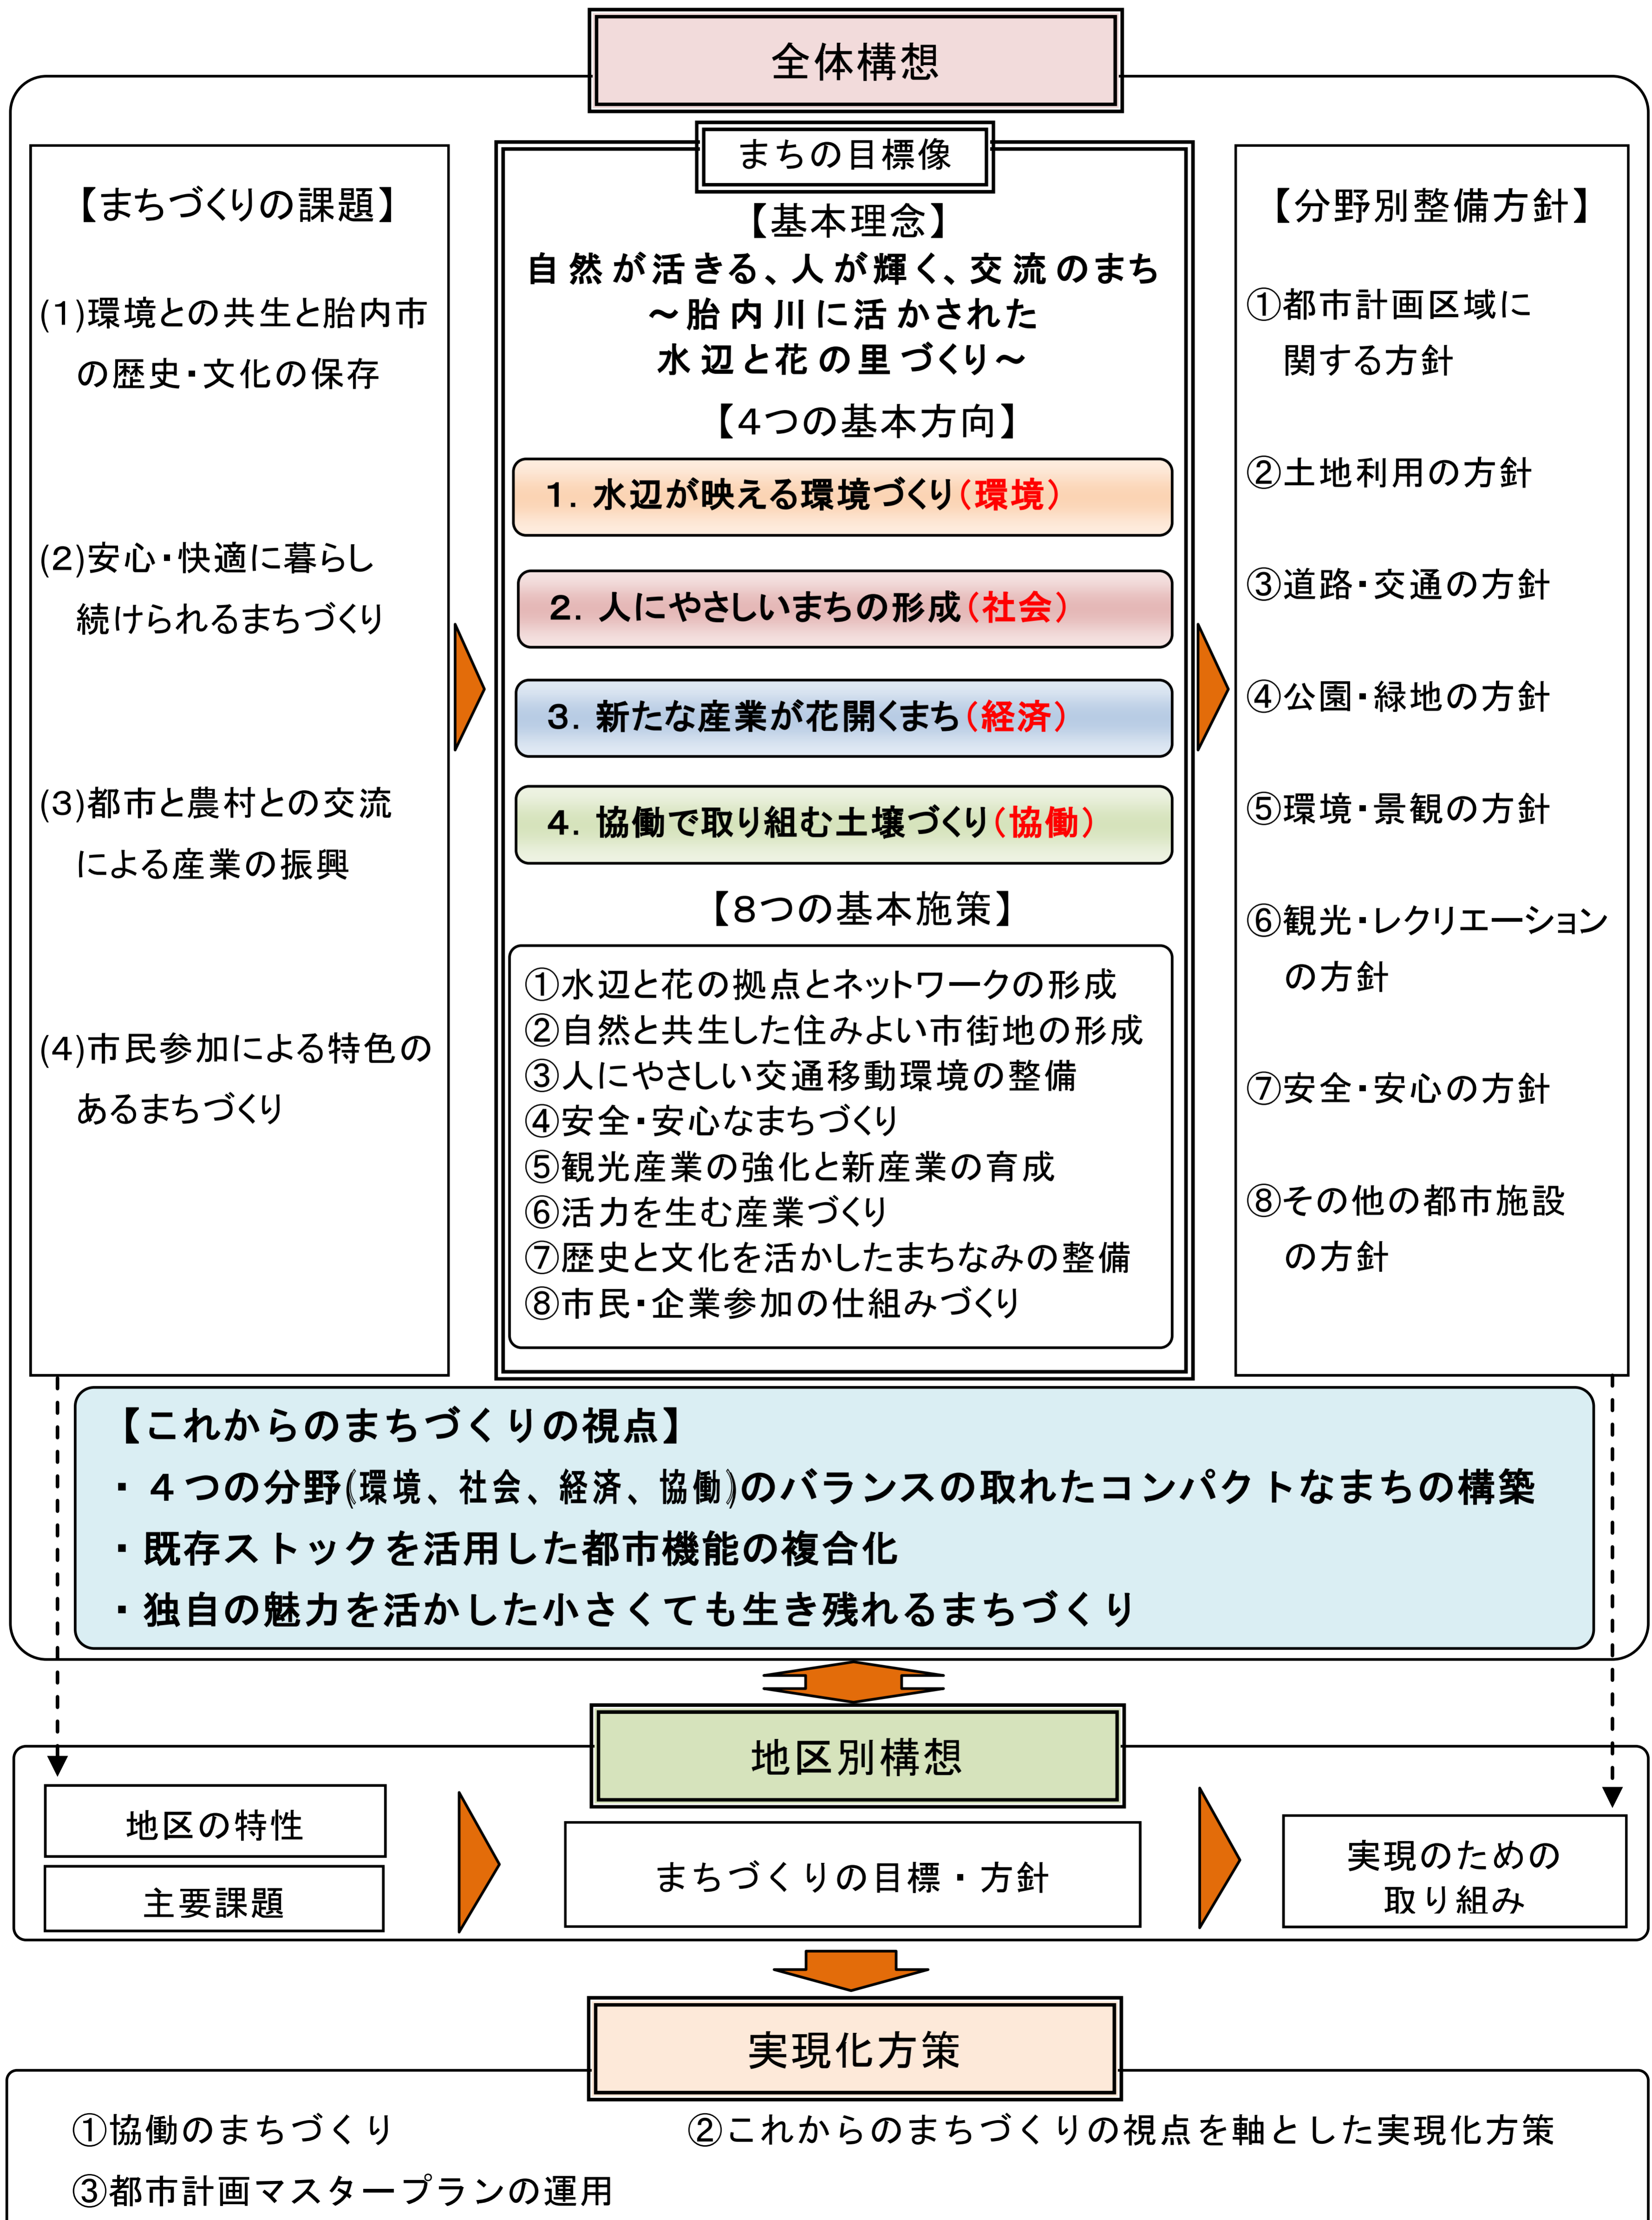 全体構想
【まちづくりの課題】
(1)環境との共生と胎内市
の歴史・文化の保存
(2)安心・快適に暮らし
続けられるまちづくり
(3)都市と農村との交流
による産業の振興
(4)市民参加による特色の
あるまちづくり
まちの目標像
【基本理念】
自然が活きる、人が輝く、交流のまち
～胎内川に活かされた
水辺と花の里づくり～
【4つの基本方向】
1．水辺が映える環境づくり（環境）
2．人にやさしいまちの形成（社会）
3．新たな産業が花開くまち（経済）
4．協働で取り組む土壌づくり（協働）
【8つの基本施策】
①水辺と花の拠点とネットワークの形成
②自然と共生した住みよい市街地の形成
③人にやさしい交通移動環境の整備
④安全・安心なまちづくり
⑤観光産業の強化と新産業の育成
⑥活力を生む産業づくり
⑦歴史と文化を活かしたまちなみの整備
⑧市民・企業参加の仕組みづくり
【分野別整備方針】
①都市計画区域に
関する方針
②土地利用の方針
③道路・交通の方針
④公園・緑地の方針
⑤環境・景観の方針
⑥観光・レクリエーション
の方針
⑦安全・安心の方針
⑧その他の都市施設
の方針
【これからのまちづくりの視点】
・４つの分野(環境、社会、経済、協働)のバランスの取れたコンパクトなまちの構築
・既存ストックを活用した都市機能の複合化
・独自の魅力を活かした小さくても生き残れるまちづくり
地区別構想
地区の特性
主要課題
まちづくりの目標・方針
実現のための
取り組み
実現化方策
①協働のまちづくり ②これからのまちづくりの視点を軸とした実現化方策
③都市計画マスタープランの運用